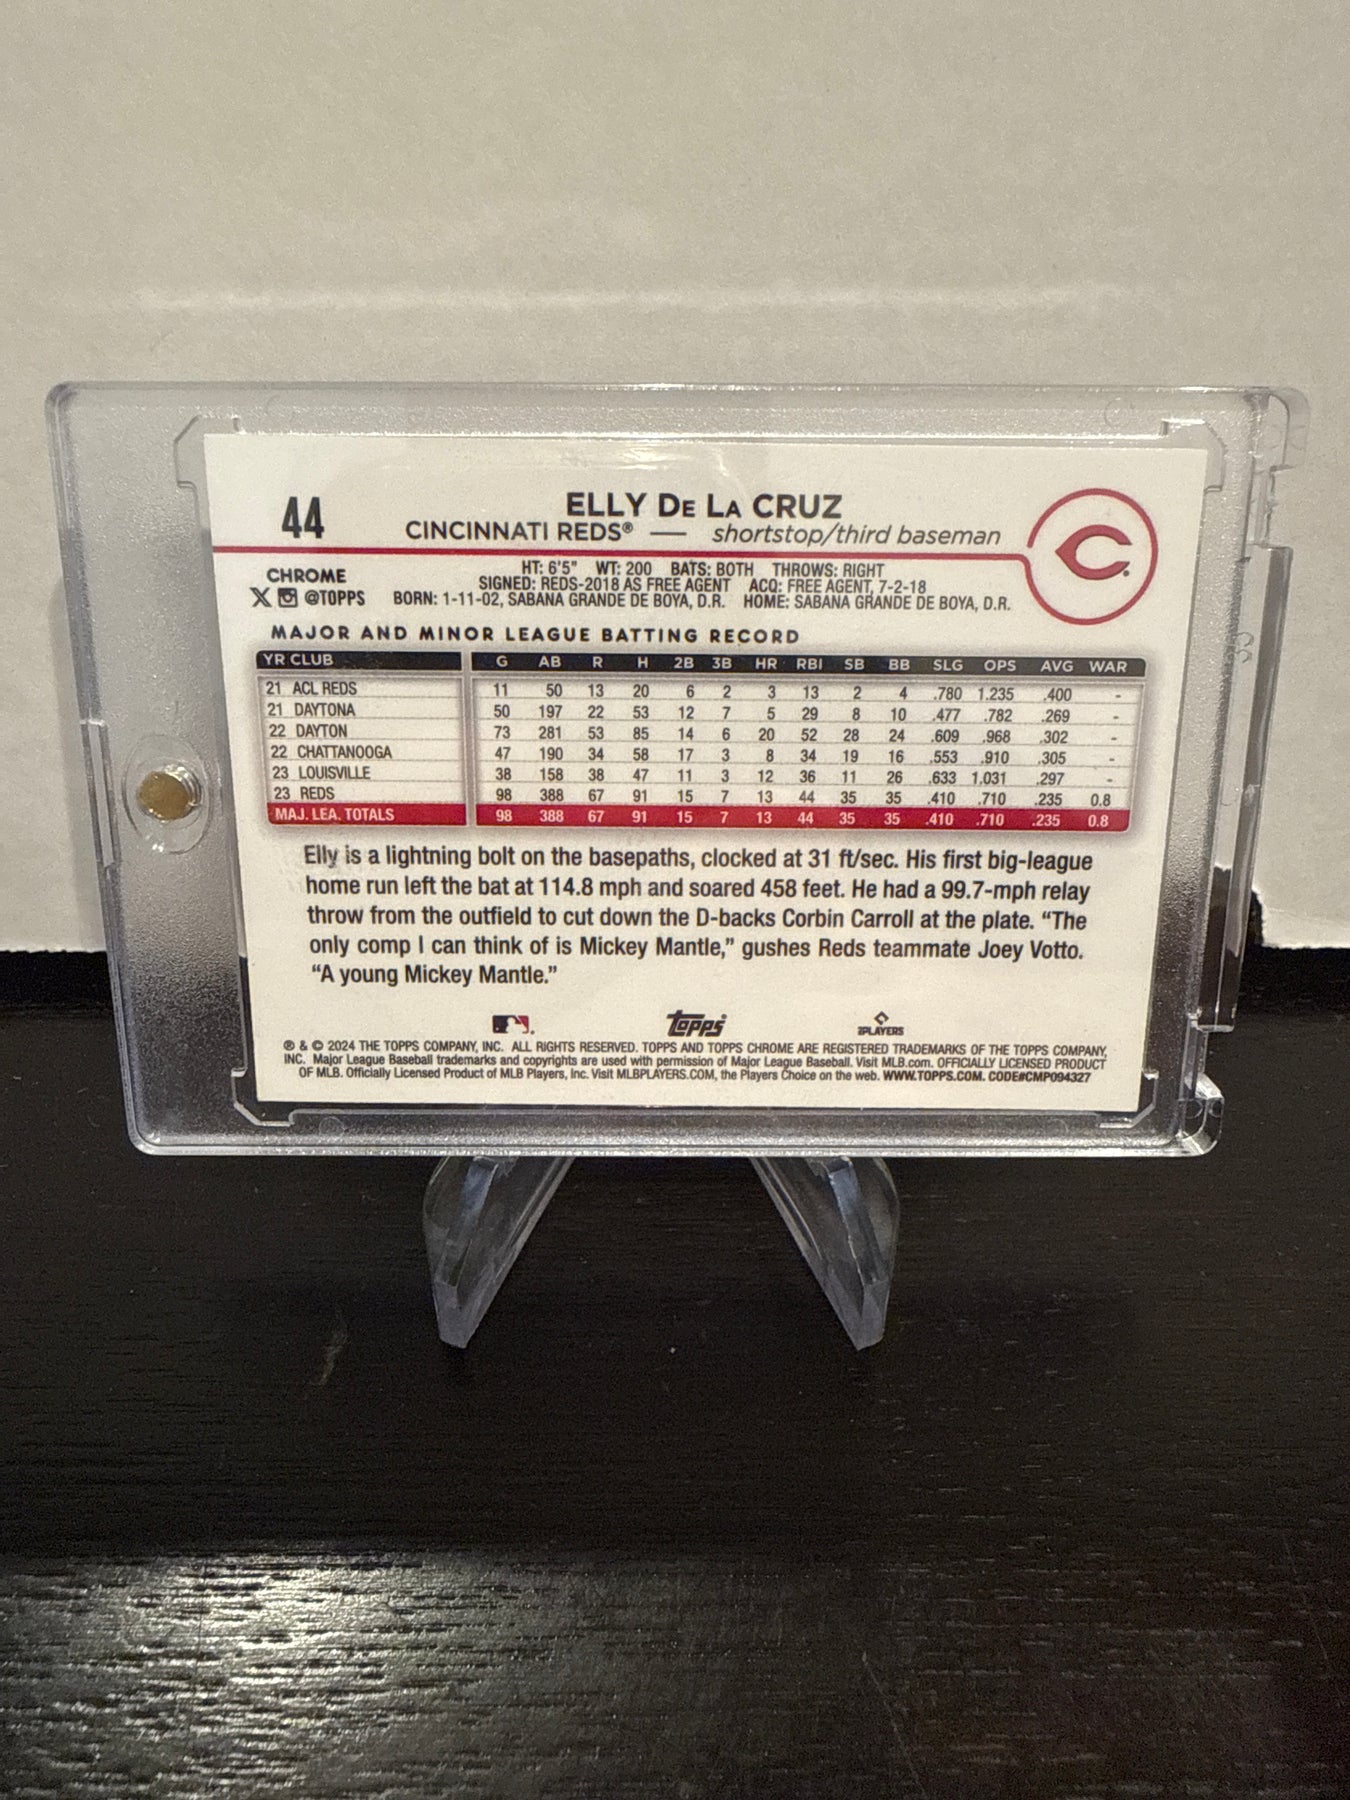 44
ELLY DE LA CRUZ
CINCINNATI REDS® — shortstop/third baseman
C
CHROME
X @TOPPS
HT: 6'5" WT: 200 BATS: BOTH THROWS: RIGHT
SIGNED: REDS-2018 AS FREE AGENT ACQ: FREE AGENT, 7-2-18
BORN: 1-11-02, SABANA GRANDE DE BOYA, D.R. HOME: SABANA GRANDE DE BOYA, D.R.
MAJOR AND MINOR LEAGUE BATTING RECORD
YR CLUB G AB R H 2B 3B HR RBI SB BB SLG OPS AVG WAR
21 ACL REDS 11 50 13 20 6 2 3 13 2 4 .780 1.235 .400 -
21 DAYTONA 50 197 22 53 12 7 5 29 8 10 .477 .782 .269 -
22 DAYTON 73 281 53 85 14 6 20 52 28 24 .609 .968 .302 -
22 CHATTANOOGA 47 190 34 58 17 3 8 34 19 16 .553 .910 .305 -
23 LOUISVILLE 38 158 38 47 11 3 12 36 11 26 .633 1.031 .297 -
23 REDS 98 388 67 91 15 7 13 44 35 35 .410 .710 .235 0.8
MAJ. LEA. TOTALS 98 388 67 91 15 7 13 44 35 35 .410 .710 .235 0.8
Elly is a lightning bolt on the basepaths, clocked at 31 ft/sec. His first big-league
home run left the bat at 114.8 mph and soared 458 feet. He had a 99.7-mph relay
throw from the outfield to cut down the D-backs Corbin Carroll at the plate. “The
only comp I can think of is Mickey Mantle,” gushes Reds teammate Joey Votto.
“A young Mickey Mantle.”
Topps
PLAYERS
® & © 2024 THE TOPPS COMPANY, INC. ALL RIGHTS RESERVED. TOPPS AND TOPPS CHROME ARE REGISTERED TRADEMARKS OF THE TOPPS COMPANY,
INC. Major League Baseball trademarks and copyrights are used with permission of Major League Baseball. Visit MLB.com. OFFICIALLY LICENSED PRODUCT
OF MLB. Officially Licensed Product of MLB Players, Inc. Visit MLBPLAYERS.COM, the Players Choice on the web. WWW.TOPPS.COM. CODE#CMP094327